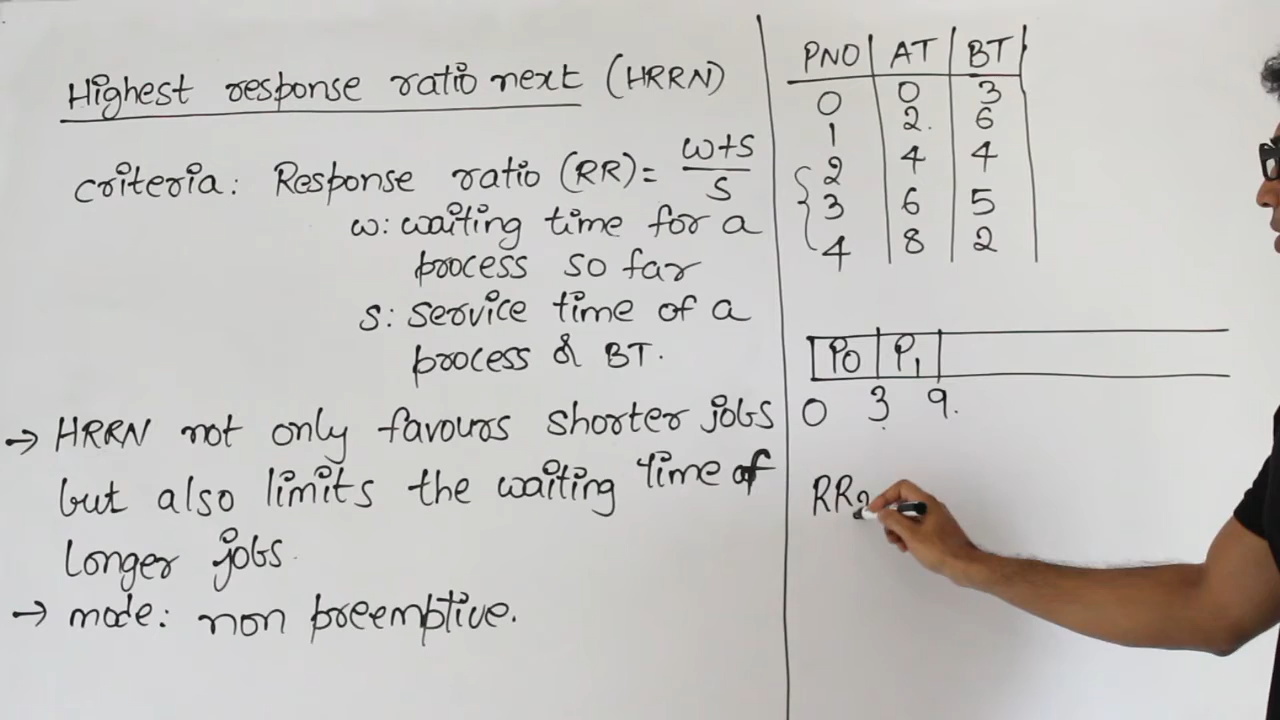 Highest response ratio next (HRRN)
criteria: Response ratio (RR) = w+s / s
w: waiting time for a
process so far
s: service time of a
process & BT.
→ HRRN not only favours shorter jobs
but also limits the waiting time of
longer jobs.
→ mode: non preemptive.
PNO AT BT
0 0 3
1 2 6
2 4 4
3 6 5
4 8 2
P0 P1
0 3 9
RR2